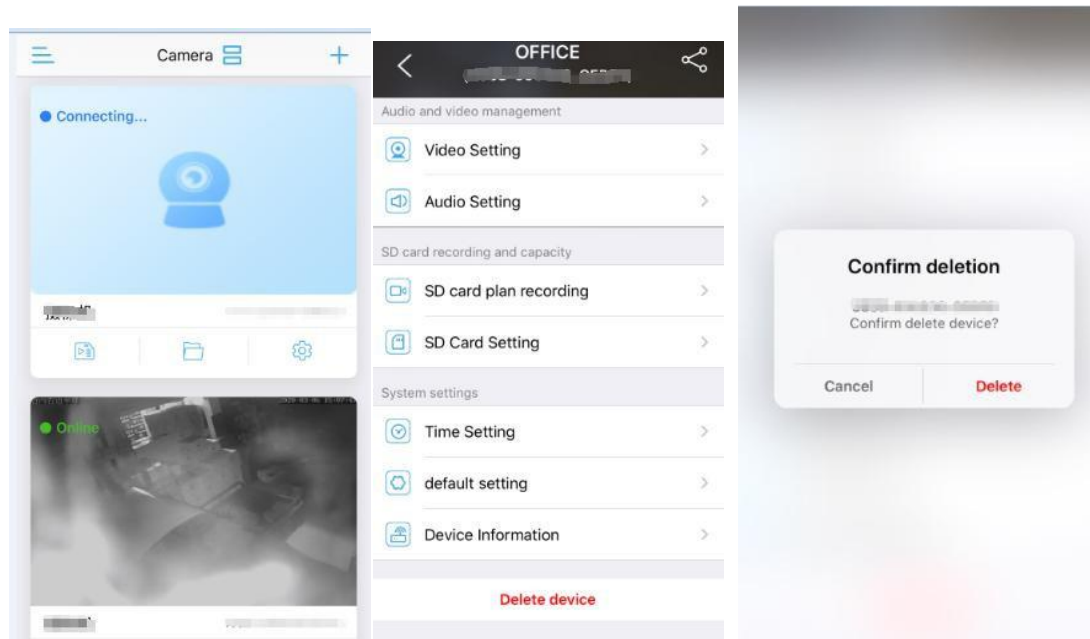 Camera
Connecting...
Online
OFFICE
Audio and video management
Video Setting
Audio Setting
SD card recording and capacity
SD card plan recording
SD Card Setting
System settings
Time Setting
default setting
Device Information
Delete device
Confirm deletion
Confirm delete device?
Cancel
Delete